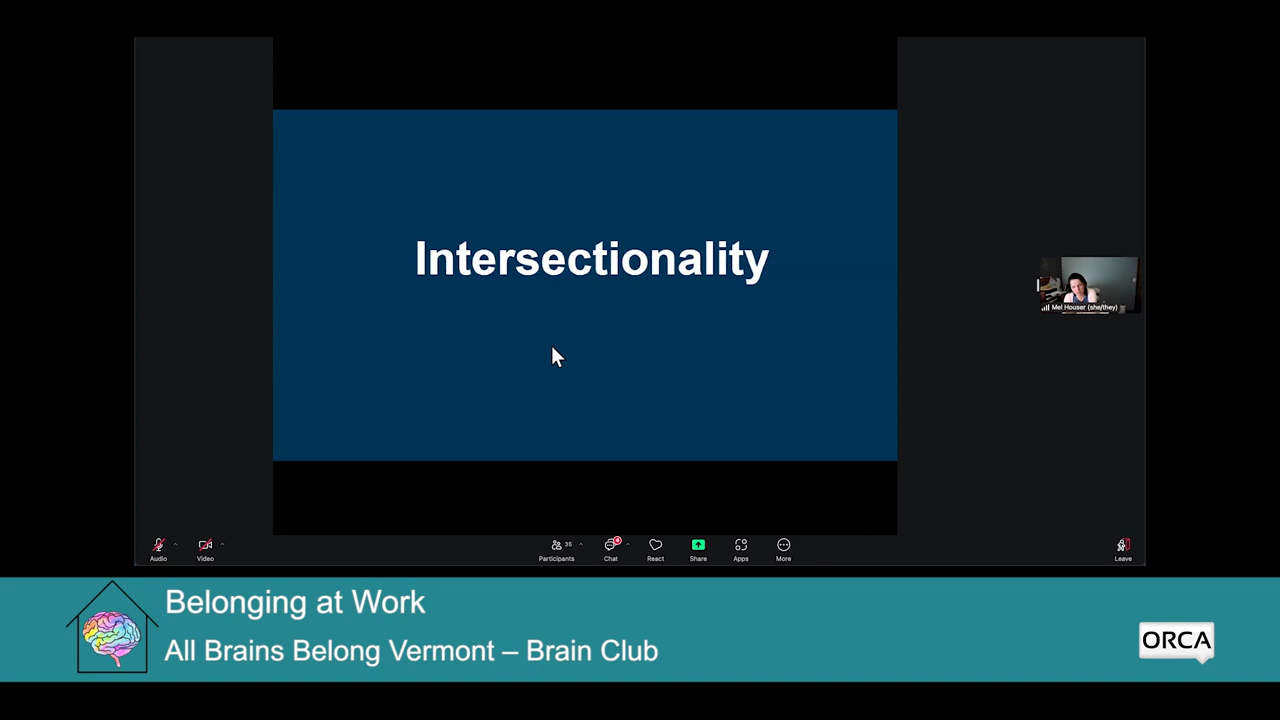 Intersectionality
Mel Houser (she/they)
Audio
Video
Participants
35
Chat
4
React
Share
Apps
More
Leave
Belonging at Work
All Brains Belong Vermont – Brain Club
ORCA